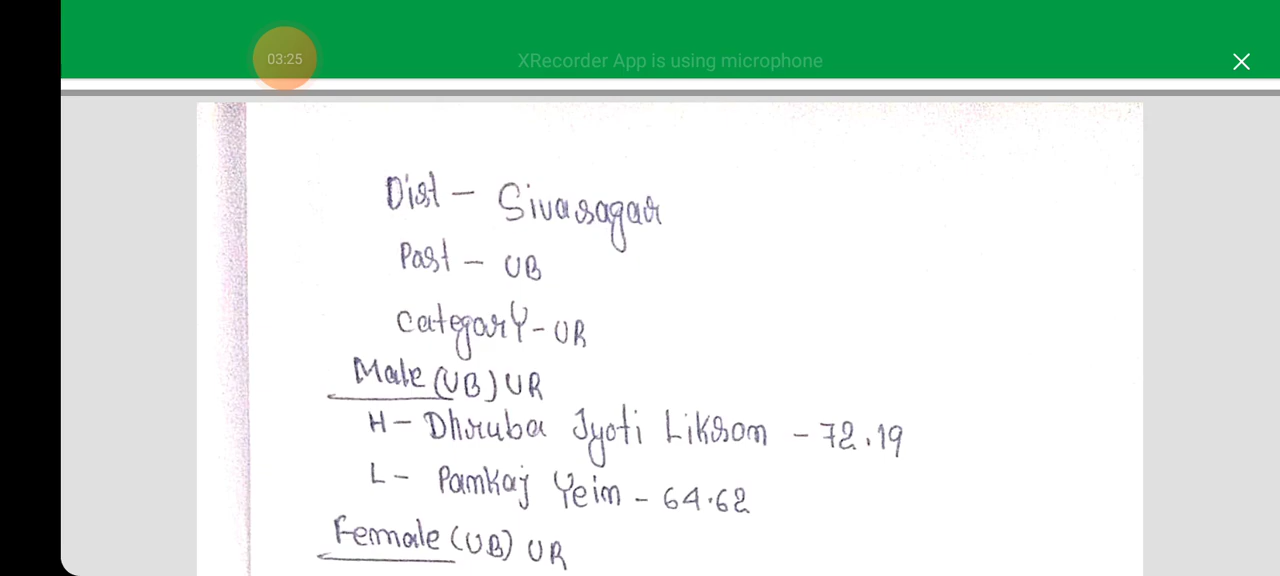 03:25
XRecorder App is using microphone
Dist - Sivasagar
Post - UB
Category - UR
Male (UB) UR
H - Dhruba Jyoti Likson - 72.19
L - Pamkaj Yein - 64.62
Female (UB) UR